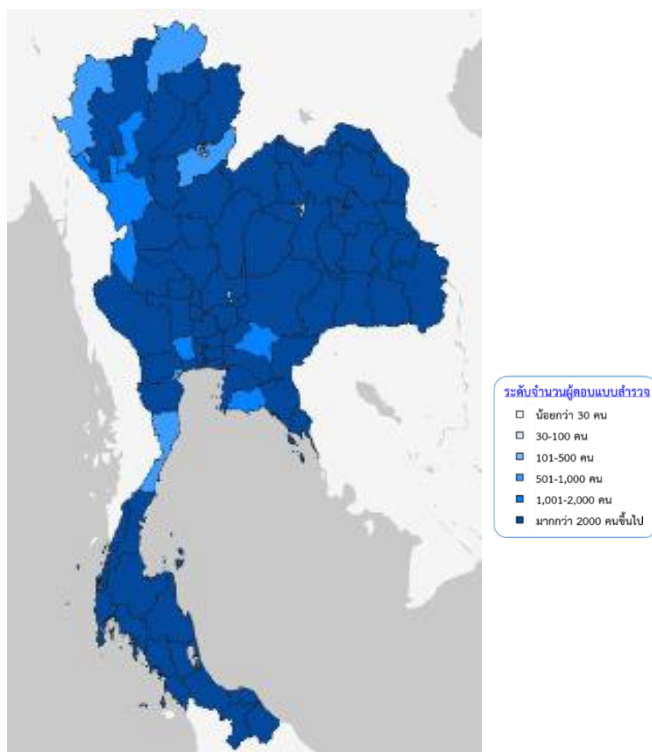 ระดับจำนวนผู้ตอบแบบสำรวจ
น้อยกว่า 30 คน
30-100 คน
101-500 คน
501-1,000 คน
1,001-2,000 คน
มากกว่า 2000 คนขึ้นไป